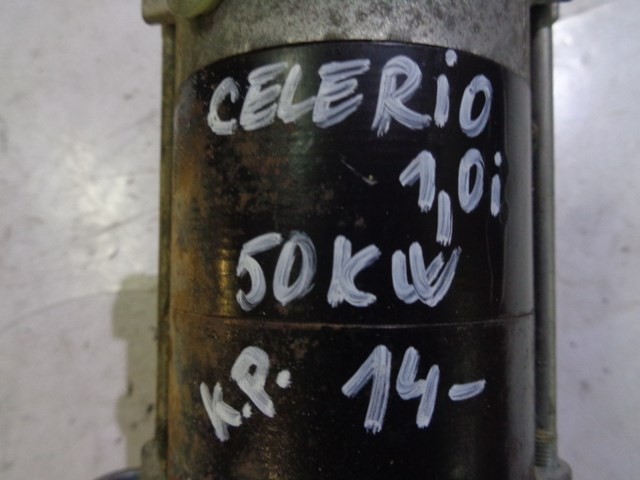 CELERiO
1,0i
50KW
K.P. 14-